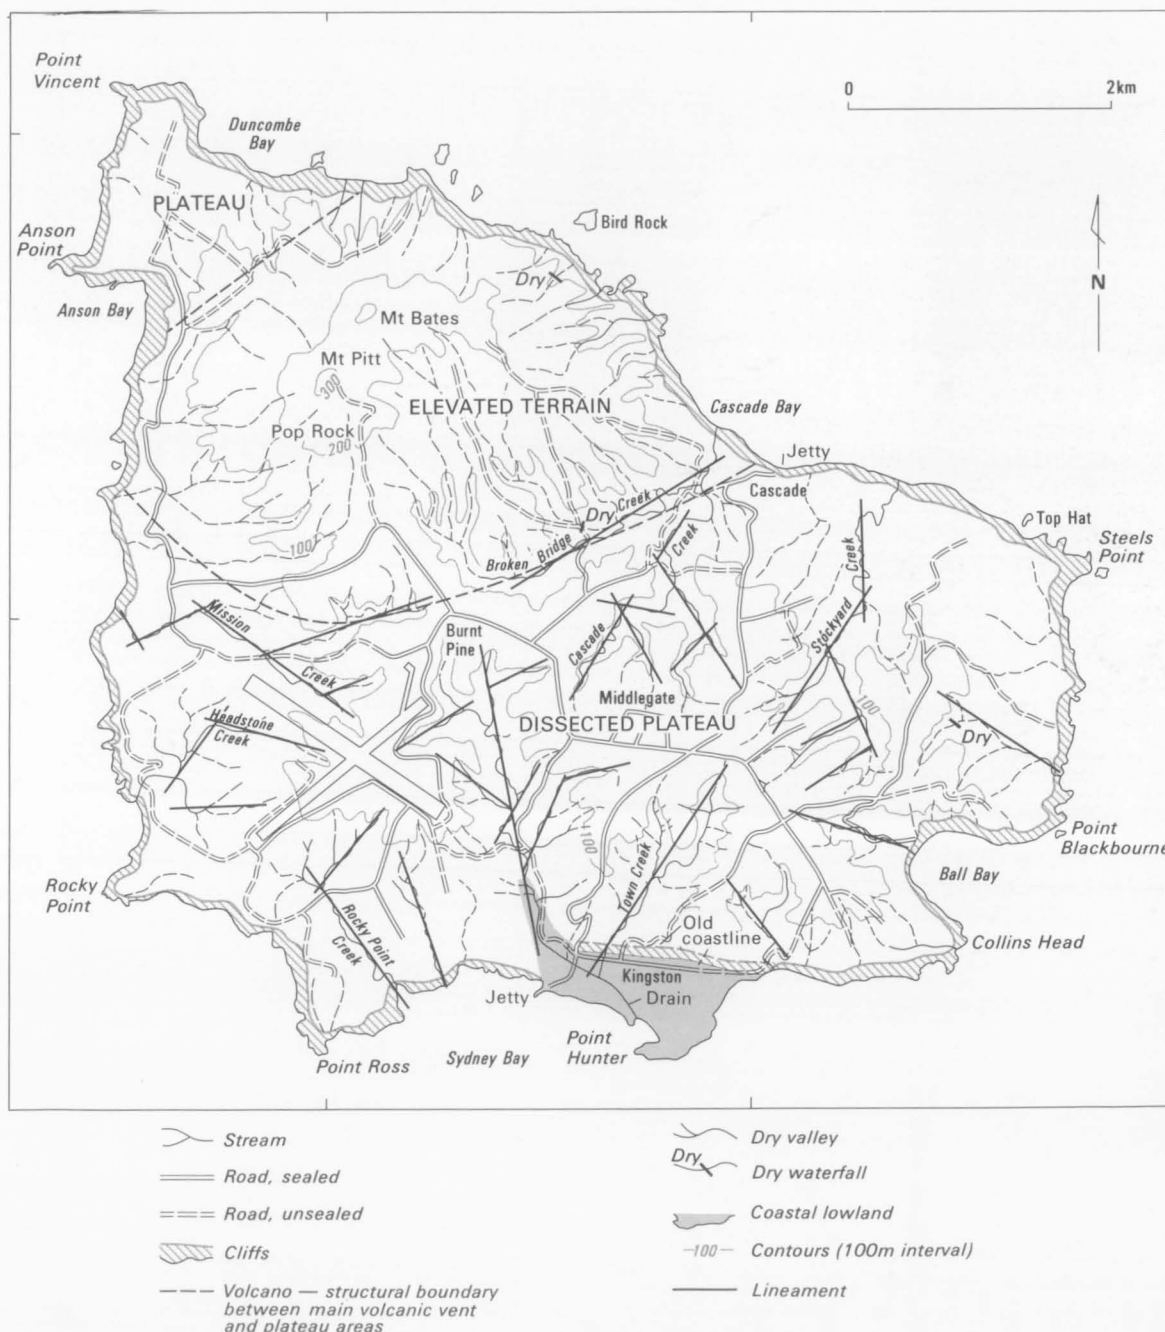 Point
Vincent
0 2km
Duncombe
Bay
PLATEAU
Bird Rock
Anson
Point
Dry
N
Anson Bay
Mt Bates
Mt Pitt
300
ELEVATED TERRAIN
Cascade Bay
Pop Rock
200
Jetty
Cascade
Dry Creek
Top Hat
Steels
Point
100
Broken Bridge
Creek
Creek
Mission
Stockyard
Burnt
Pine
Cascade
Creek
Middlegate
100
Headstone
Creek
DISSECTED PLATEAU
Dry
100
Point
Blackbourne
Town Creek
Ball Bay
Rocky
Point
Rocky Point
Creek
Old
coastline
Collins Head
Kingston
Jetty
Drain
Point
Hunter
Sydney Bay
Point Ross
Stream
Road, sealed
Road, unsealed
Cliffs
Volcano — structural boundary
between main volcanic vent
and plateau areas
Dry valley
Dry
Dry waterfall
Coastal lowland
-100- Contours (100m interval)
Lineament